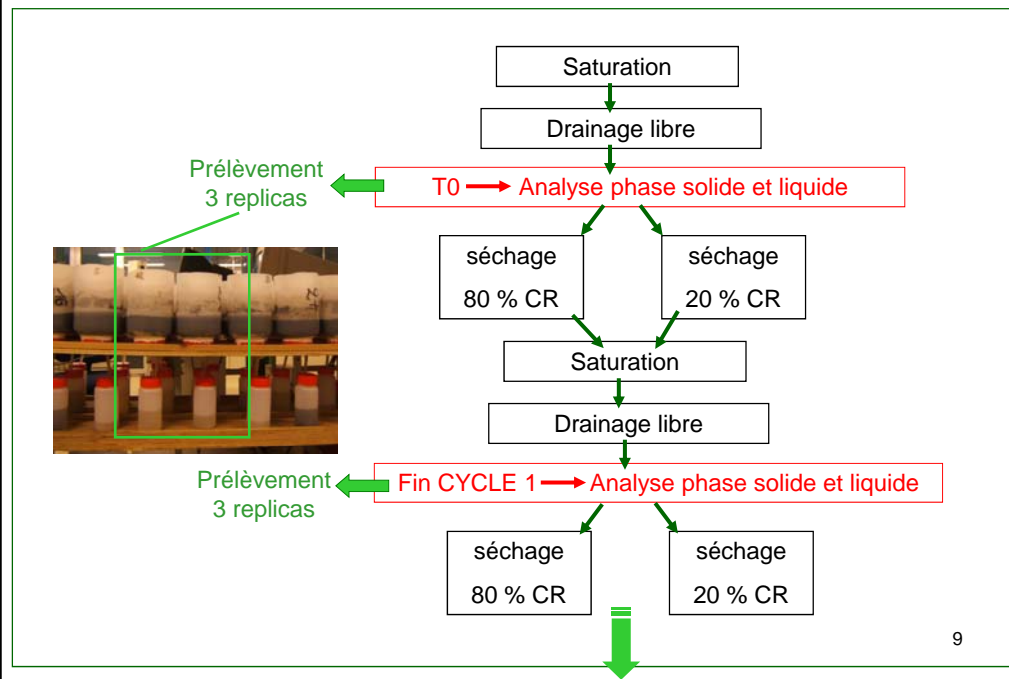 Saturation
Drainage libre
Prélèvement
3 replicas
T0 Analyse phase solide et liquide
séchage
80 % CR
séchage
20 % CR
Saturation
Drainage libre
Prélèvement
3 replicas
Fin CYCLE 1 Analyse phase solide et liquide
séchage
80 % CR
séchage
20 % CR
9